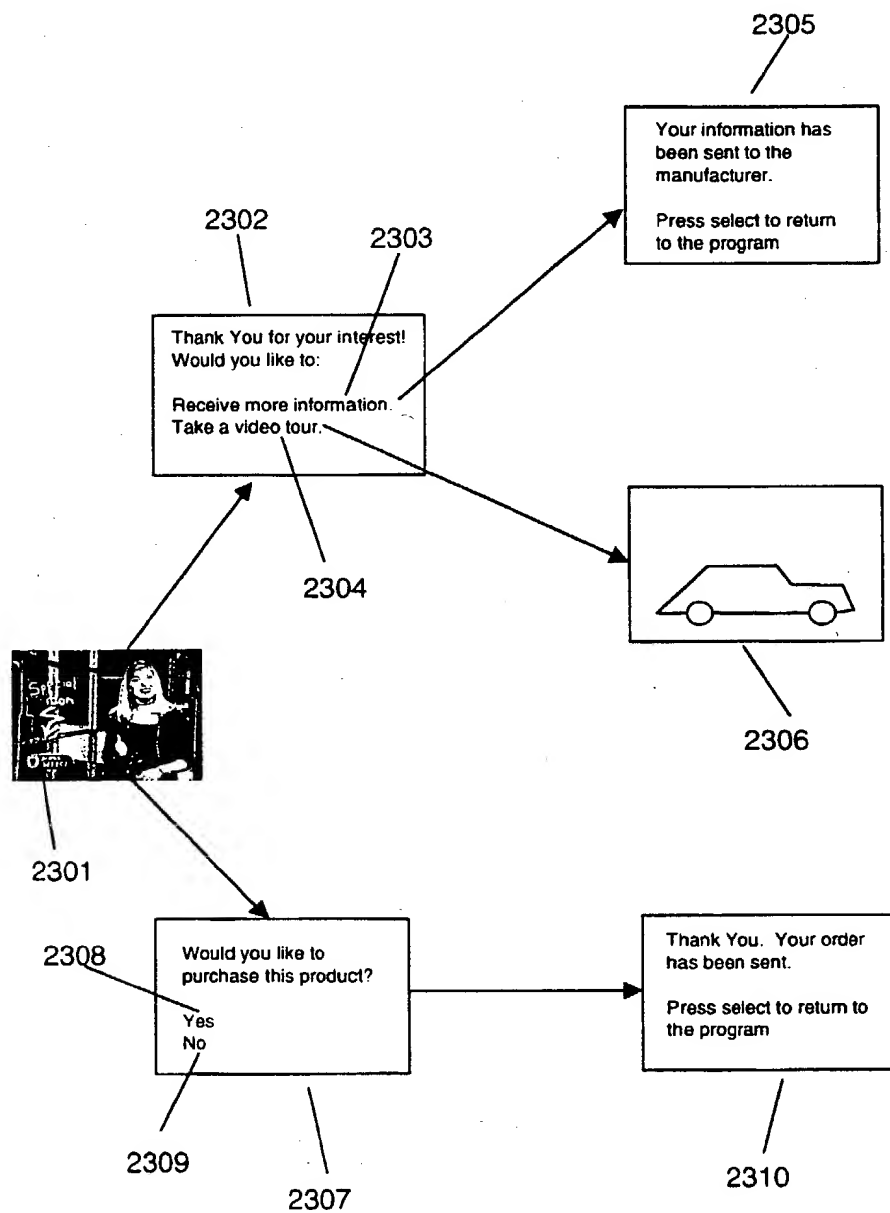 2305
Your information has
been sent to the
manufacturer.
Press select to return
to the program
2302
2303
Thank You for your interest!
Would you like to:
Receive more information.
Take a video tour.
2304
2306
2301
2308
Would you like to
purchase this product?
Yes
No
2309
2307
Thank You. Your order
has been sent.
Press select to return to
the program
2310